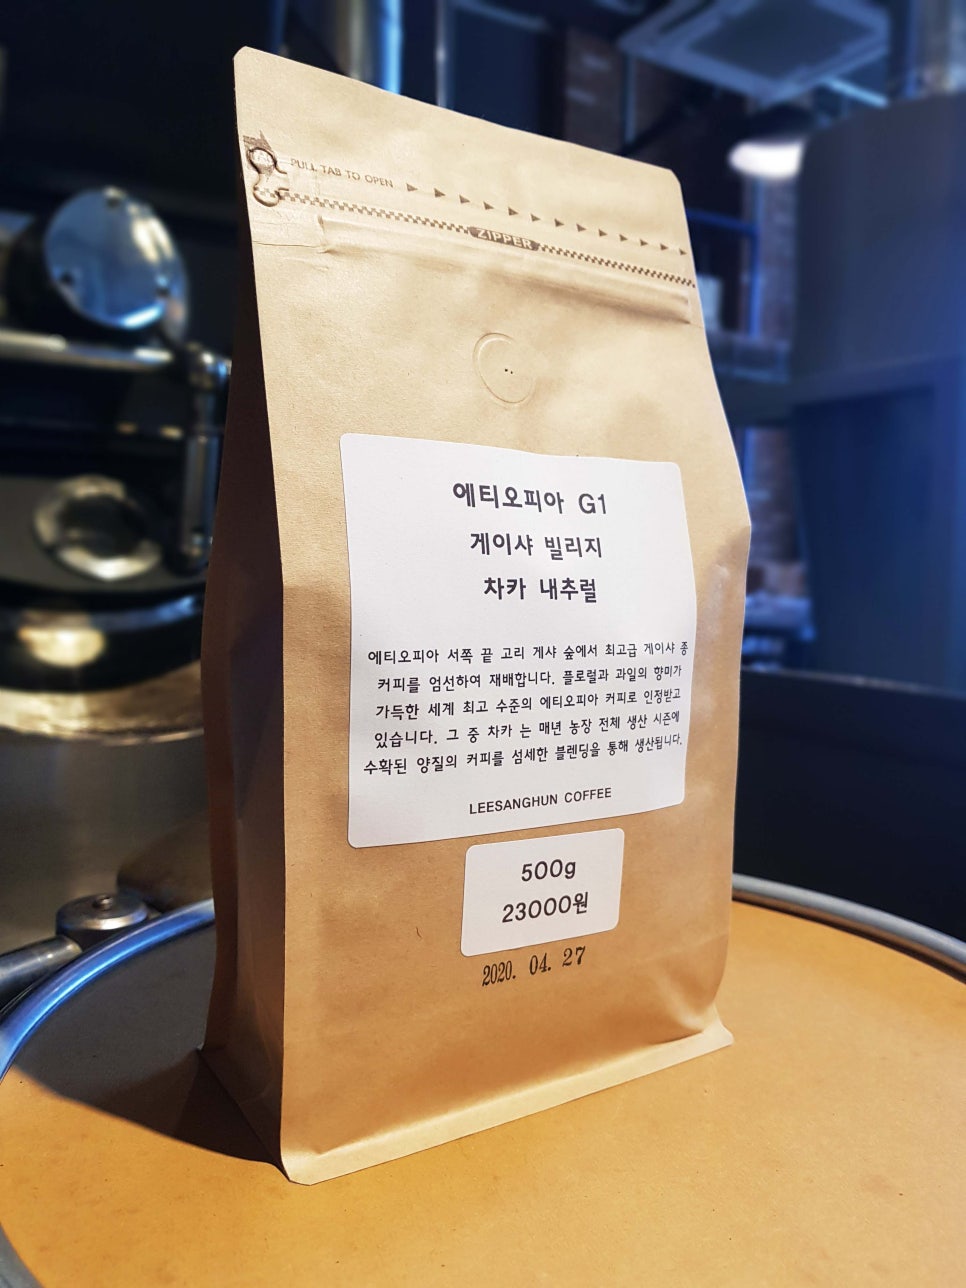 PULL TAB TO OPEN
ZIPPER
에티오피아 G1
게이샤 빌리지
차카 내추럴
에티오피아 서쪽 끝 고리 게샤 숲에서 최고급 게이샤 종
커피를 엄선하여 재배합니다. 플로럴과 과일의 향미가
가득한 세계 최고 수준의 에티오피아 커피로 인정받고
있습니다. 그 중 차카 는 매년 농장 전체 생산 시즌에
수확된 양질의 커피를 섬세한 블렌딩을 통해 생산됩니다.
LEESANGHUN COFFEE
500g
23000원
2020. 04. 27